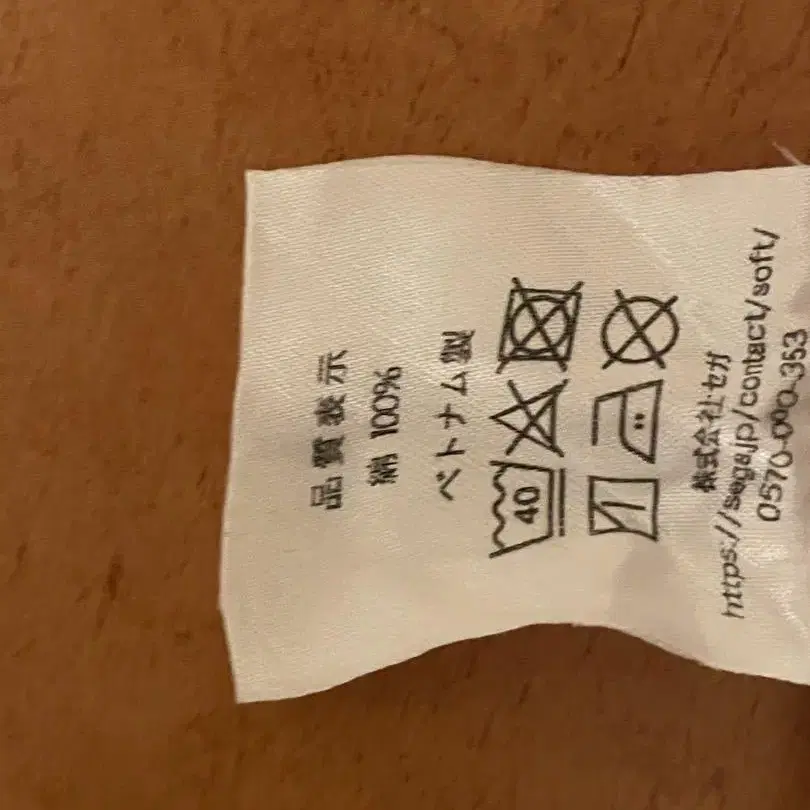 品質表示
綿 100%
ベトナム製
40
株式会社セガ
https://sega.jp/contact/soft/
0570-000-353